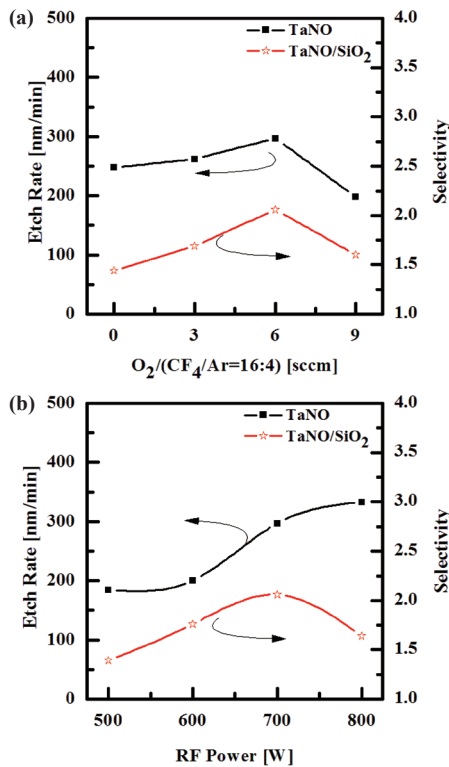 (a)
500
400
300
200
100
0
Etch Rate [nm/min]
TaNO
TaNO/SiO₂
4.0
3.5
3.0
2.5
2.0
1.5
1.0
Selectivity
0 3 6 9
O₂/(CF₄/Ar=16:4) [sccm]
(b)
500
400
300
200
100
0
Etch Rate [nm/min]
TaNO
TaNO/SiO₂
4.0
3.5
3.0
2.5
2.0
1.5
1.0
Selectivity
500 600 700 800
RF Power [W]